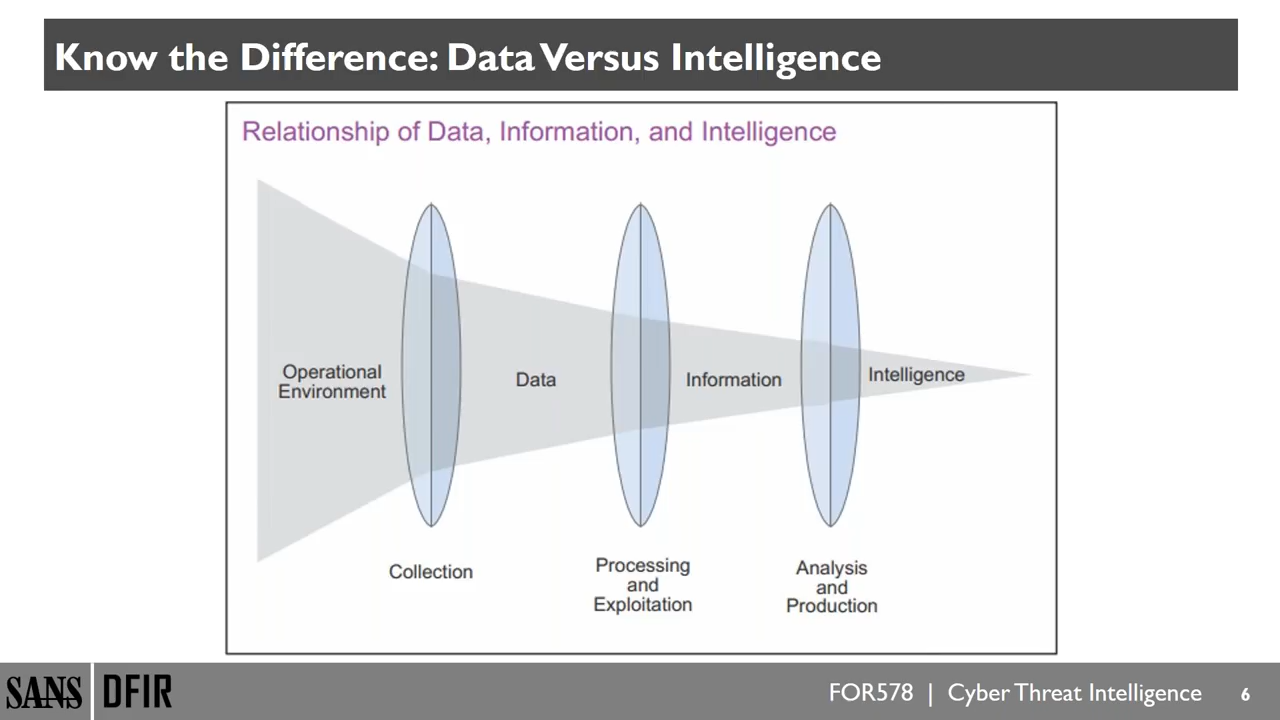 Know the Difference: Data Versus Intelligence
Relationship of Data, Information, and Intelligence
Operational
Environment
Data
Information
Intelligence
Collection
Processing
and
Exploitation
Analysis
and
Production
SANS DFIR
FOR578 | Cyber Threat Intelligence 6